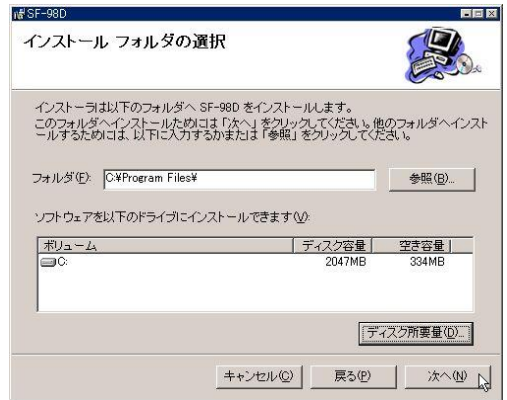 SF-98D
インストール フォルダの選択
インストーラは以下のフォルダへ SF-98D をインストールします。
このフォルダへインストールためには「次へ」をクリックしてください。他のフォルダへインスト
ールするためには、以下に入力するかまたは「参照」をクリックしてください。
フォルダ(F): C:¥Program Files¥ 参照(B)...
ソフトウェアを以下のドライブにインストールできます(V):
ボリューム ディスク容量 空き容量
C: 2047MB 334MB
ディスク所要量(D)...
キャンセル(C) 戻る(P) 次へ(N)